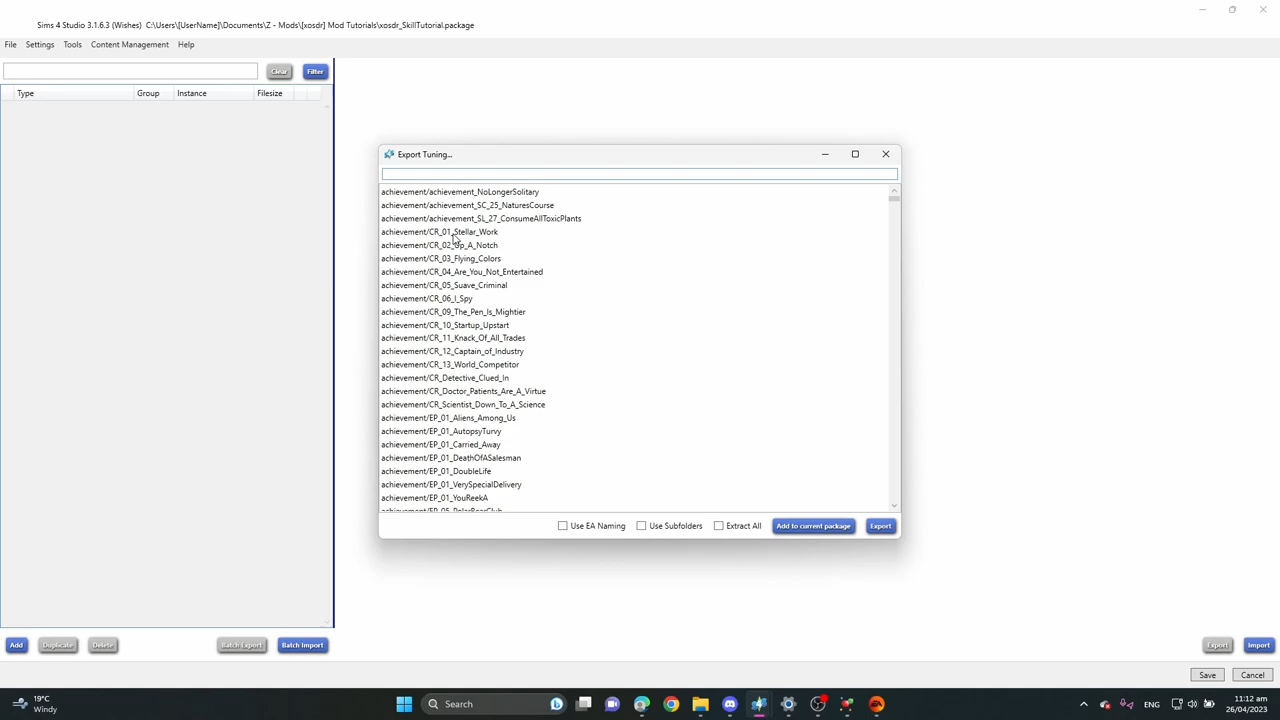 Sims 4 Studio 3.1.6.3 (Wishes) C:\Users\[UserName]\Documents\Z - Mods\[xosdr] Mod Tutorials\xosdr_SkillTutorial.package
File Settings Tools Content Management Help
Clear Filter
Type Group Instance Filesize
Export Tuning...
achievement/achievement_NoLongerSolitary
achievement/achievement_SC_25_NaturesCourse
achievement/achievement_SL_27_ConsumeAllToxicPlants
achievement/CR_01_Stellar_Work
achievement/CR_02_Up_A_Notch
achievement/CR_03_Flying_Colors
achievement/CR_04_Are_You_Not_Entertained
achievement/CR_05_Suave_Criminal
achievement/CR_06_I_Spy
achievement/CR_09_The_Pen_Is_Mightier
achievement/CR_10_Startup_Upstart
achievement/CR_11_Knack_Of_All_Trades
achievement/CR_12_Captain_of_Industry
achievement/CR_13_World_Competitor
achievement/CR_Detective_Clued_In
achievement/CR_Doctor_Patients_Are_A_Virtue
achievement/CR_Scientist_Down_To_A_Science
achievement/EP_01_Aliens_Among_Us
achievement/EP_01_AutopsyTurvy
achievement/EP_01_Carried_Away
achievement/EP_01_DeathOfASalesman
achievement/EP_01_DoubleLife
achievement/EP_01_VerySpecialDelivery
achievement/EP_01_YouReekA
achievement/EP_05_PolarBearClub
Use EA Naming Use Subfolders Extract All Add to current package Export
Add Duplicate Delete Batch Export Batch Import Export Import
Save Cancel
19°C
Windy
Search
ENG
11:12 am
26/04/2023